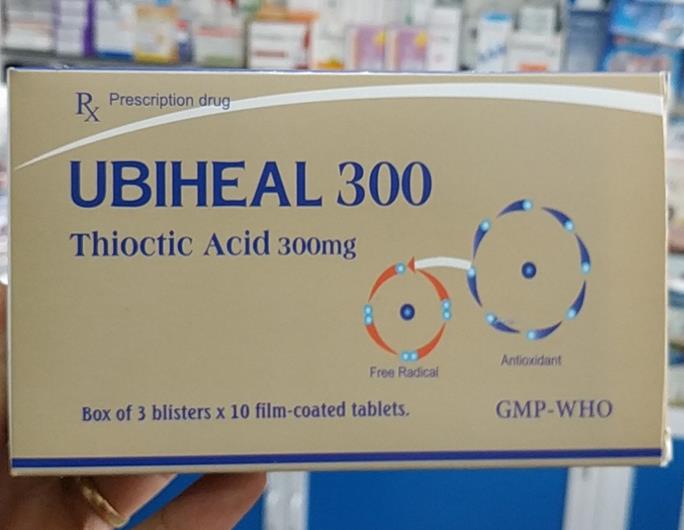 Rx Prescription drug
UBIHEAL 300
Thioctic Acid 300mg
Free Radical
Antioxidant
Box of 3 blisters x 10 film-coated tablets.
GMP-WHO